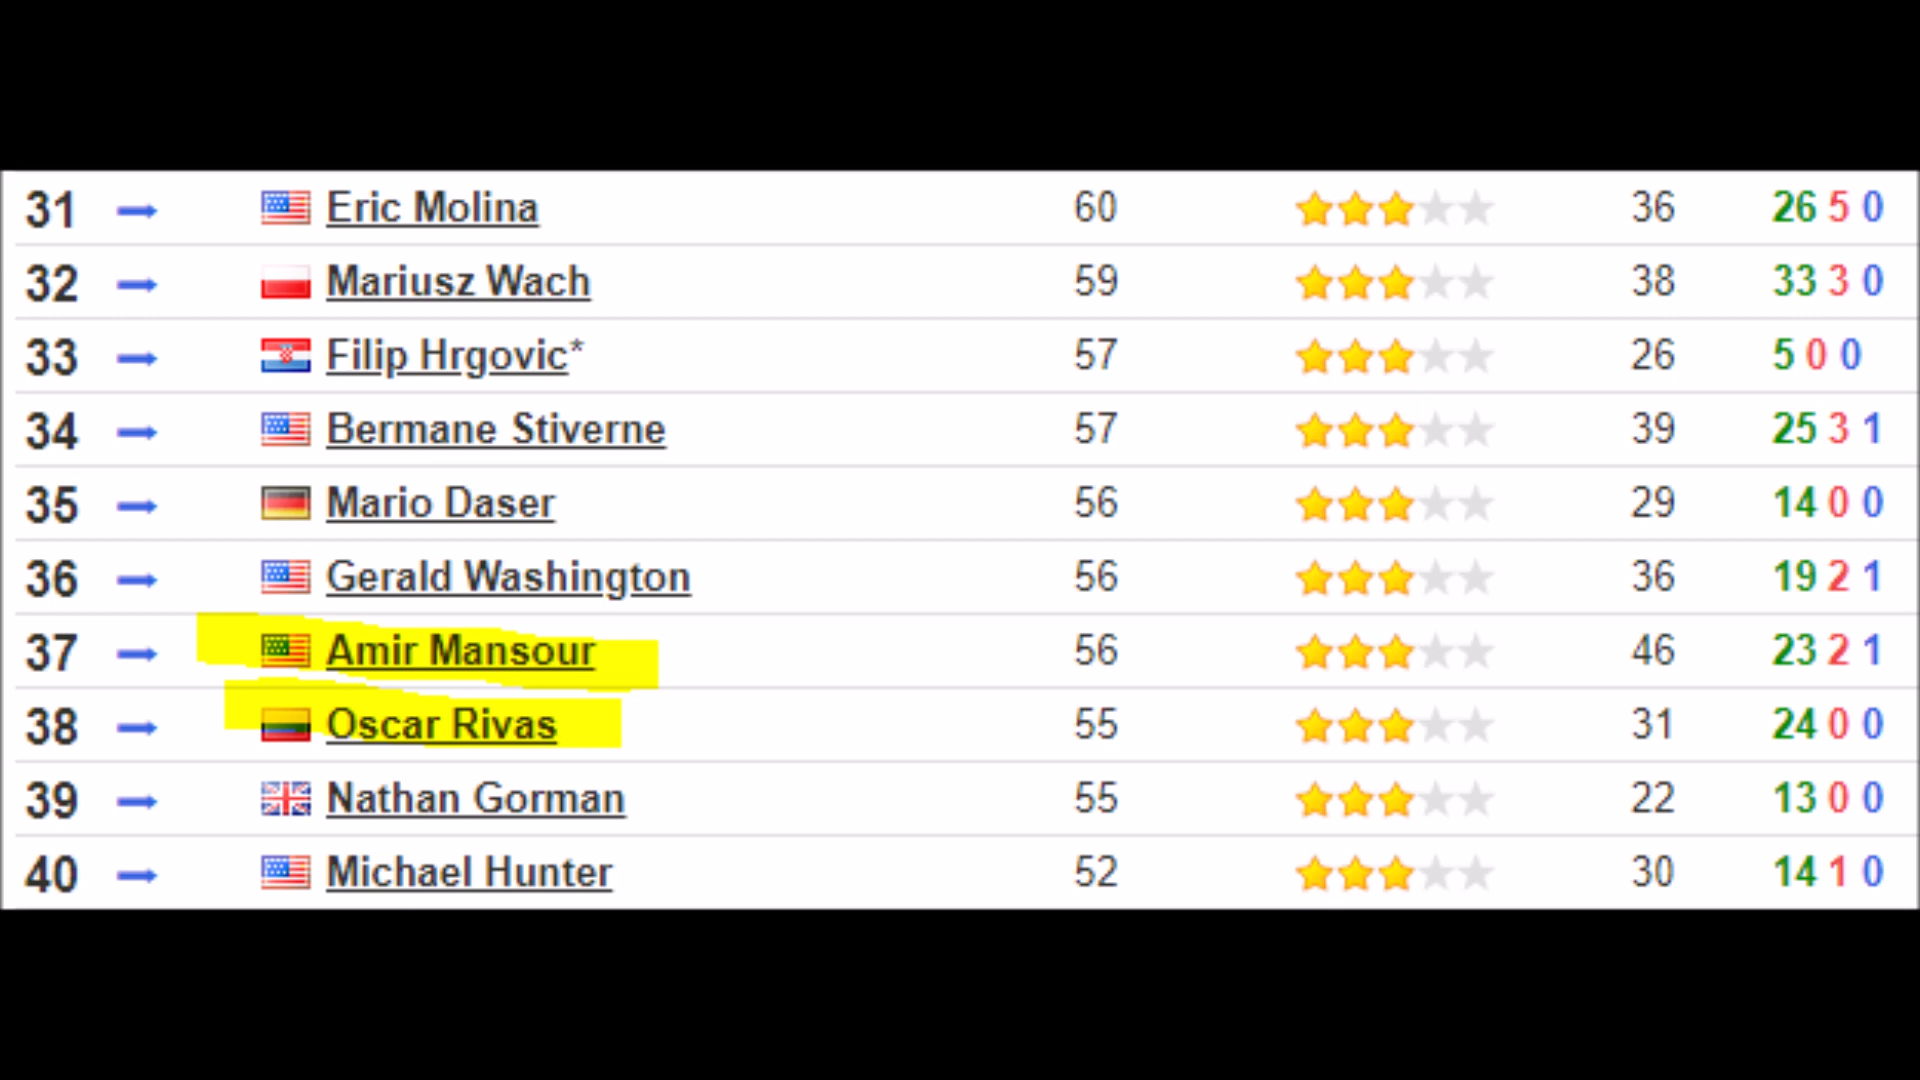 31 Eric Molina 60 36 26 5 0
32 Mariusz Wach 59 38 33 3 0
33 Filip Hrgovic* 57 26 5 0 0
34 Bermane Stiverne 57 39 25 3 1
35 Mario Daser 56 29 14 0 0
36 Gerald Washington 56 36 19 2 1
37 Amir Mansour 56 46 23 2 1
38 Oscar Rivas 55 31 24 0 0
39 Nathan Gorman 55 22 13 0 0
40 Michael Hunter 52 30 14 1 0